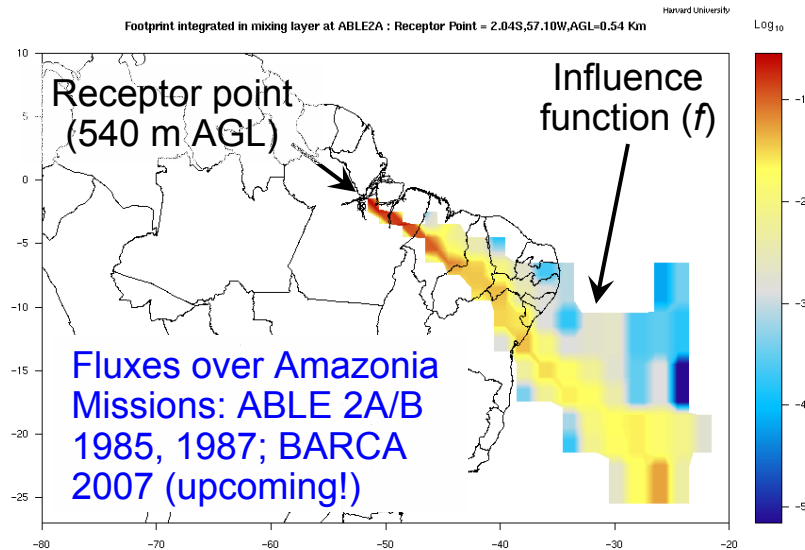 Harvard University
Footprint integrated in mixing layer at ABLE2A : Receptor Point = 2.04S,57.10W,AGL=0.54 Km
Log10
10
5
0
−5
−10
−15
−20
−25
−80
−70
−60
−50
−40
−30
−20
Receptor point
(540 m AGL)
Influence
function (f)
Fluxes over Amazonia
Missions: ABLE 2A/B
1985, 1987; BARCA
2007 (upcoming!)
−1
−2
−3
−4
−5